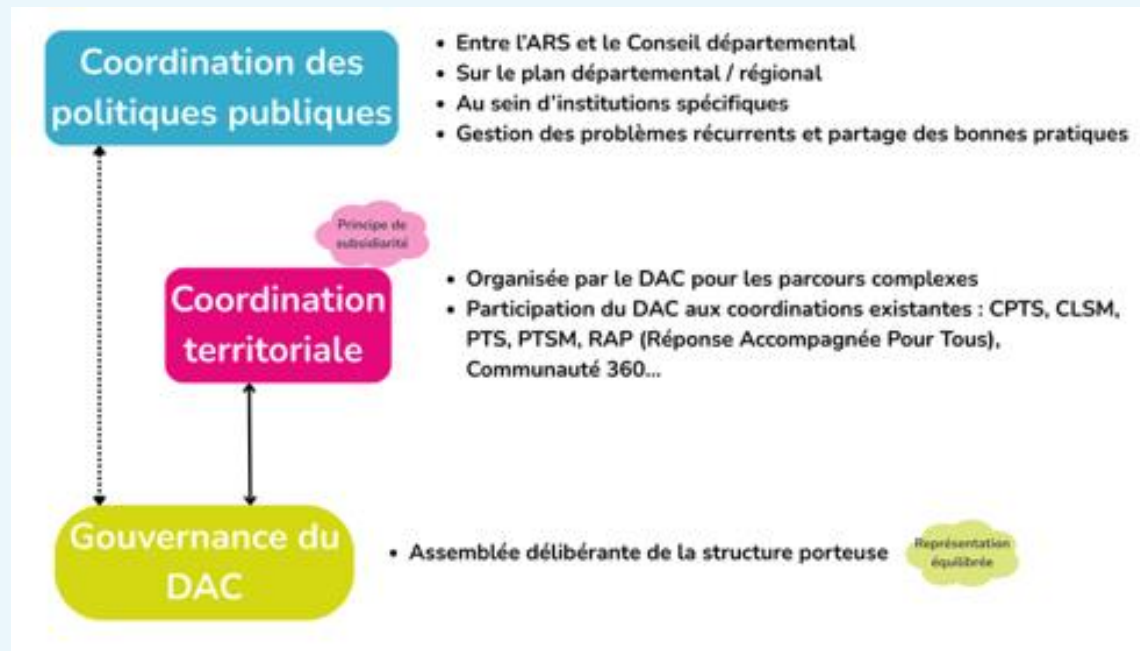 Coordination des
politiques publiques
• Entre l'ARS et le Conseil départemental
• Sur le plan départemental / régional
• Au sein d'institutions spécifiques
• Gestion des problèmes récurrents et partage des bonnes pratiques
Principe de
subsidiarité
Coordination
territoriale
• Organisée par le DAC pour les parcours complexes
• Participation du DAC aux coordinations existantes : CPTS, CLSM,
PTS, PTSM, RAP (Réponse Accompagnée Pour Tous),
Communauté 360...
Gouvernance du
DAC
• Assemblée délibérante de la structure porteuse
Représentation
équilibrée